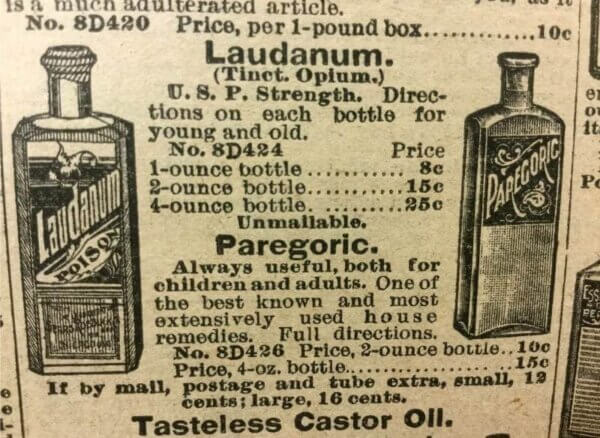 is a much adulterated article.
No. 8D420 Price, per 1-pound box............10c
Laudanum.
(Tinct. Opium.)
U. S. P. Strength. Direc-
tions on each bottle for
young and old.
No. 8D424 Price
1-ounce bottle ........... 8c
2-ounce bottle...........15c
4-ounce bottle. .........25c
Unmailable.
Laudanum
POISON
PAREGORIC
Paregoric.
Always useful, both for
children and adults. One of
the best known and most
extensively used house
remedies. Full directions.
No. 8D426 Price, 2-ounce bottle..10c
Price, 4-oz. bottle..................15c
If by mail, postage and tube extra, small, 12
cents; large, 16 cents.
Tasteless Castor Oil.